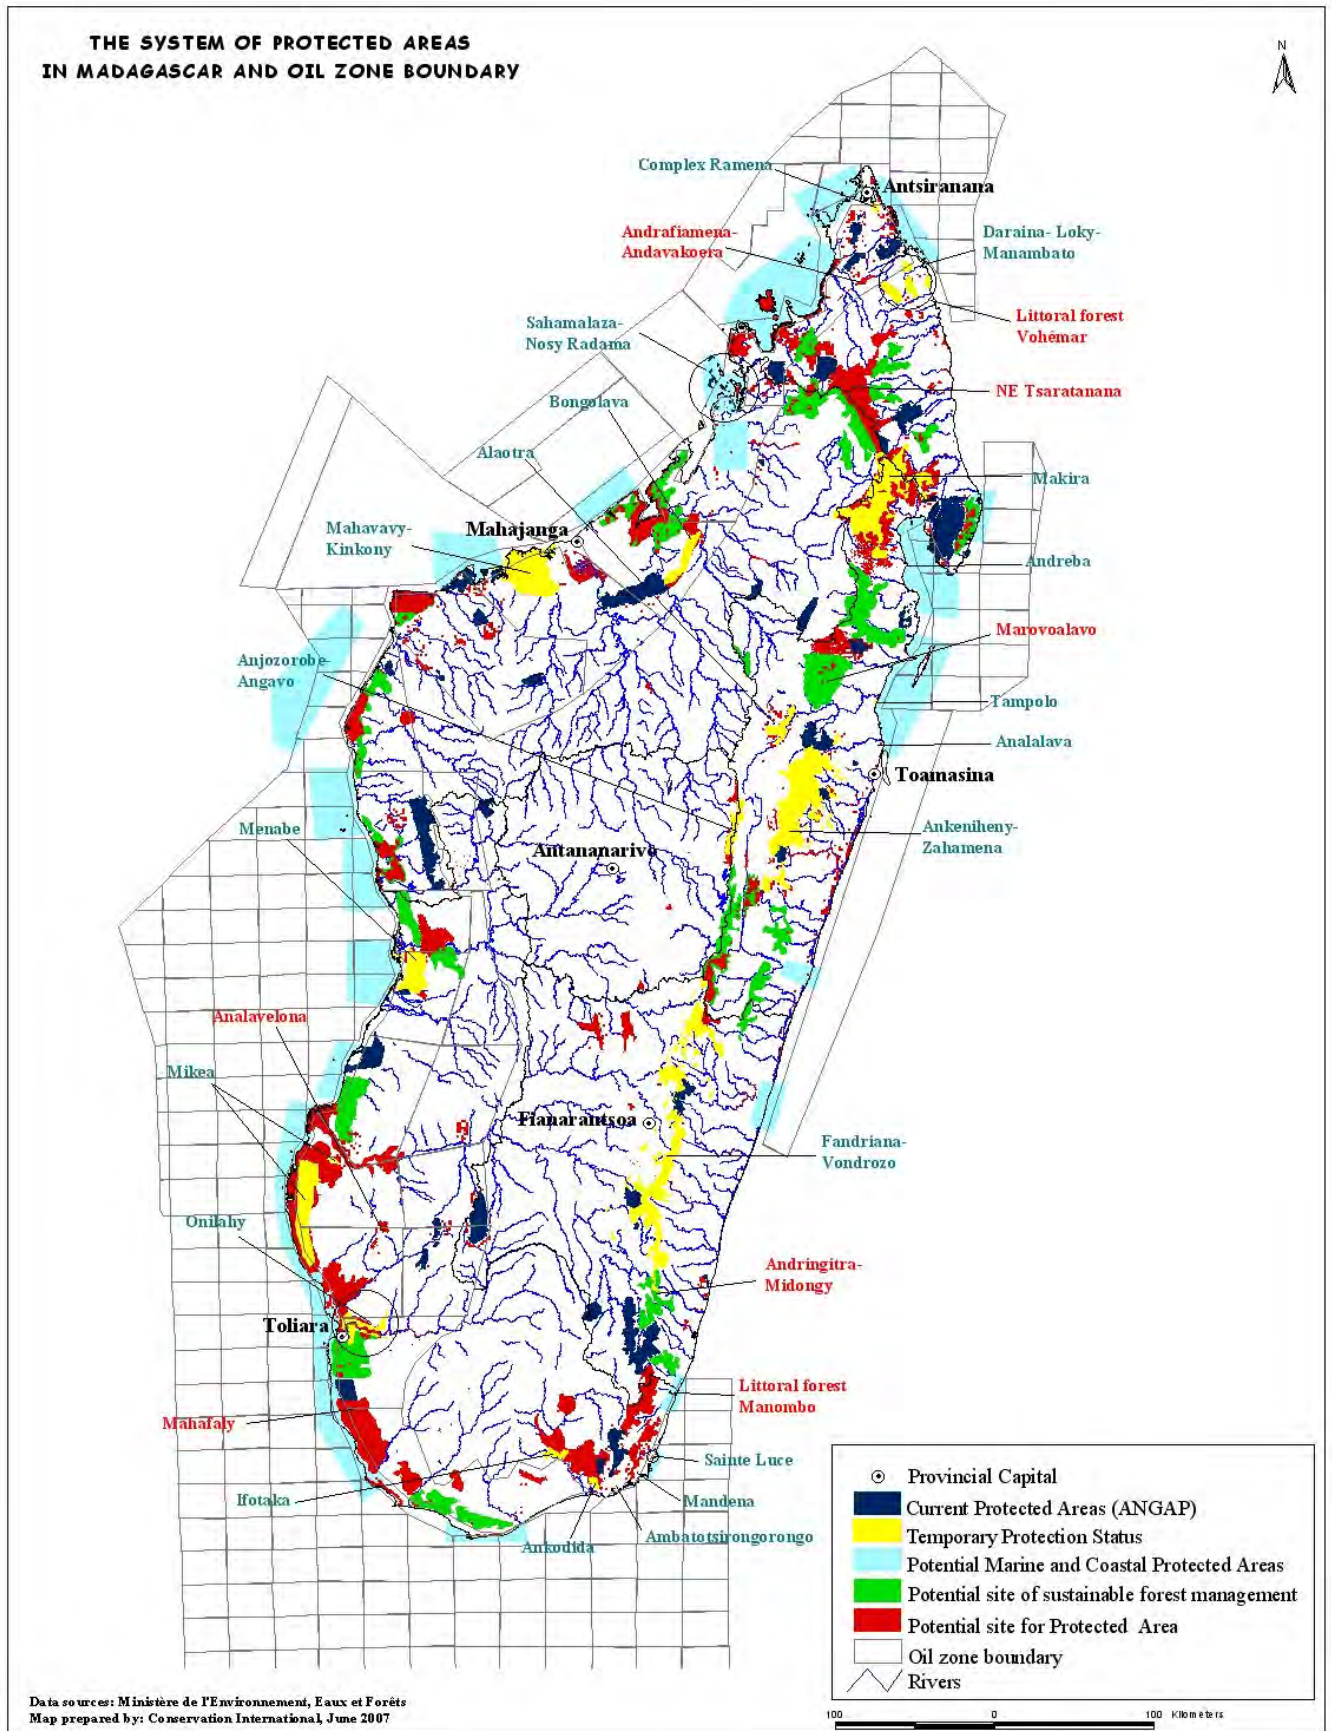 THE SYSTEM OF PROTECTED AREAS
IN MADAGASCAR AND OIL ZONE BOUNDARY
N
Complex Ramena
Antsiranana
Andrafiamena-
Andavakoera
Daraina- Loky-
Manambato
Littoral forest
Vohémar
Sahamalaza-
Nosy Radama
NE Tsaratanana
Bongolava
Alaotra
Makira
Mahavavy-
Kinkony
Mahajanga
Andreba
Marovoalavo
Anjozorobe-
Angavo
Tampolo
Analalava
Toamasina
Menabe
Ankeniheny-
Zahamena
Antananarivo
Analavelona
Mikea
Fianarantsoa
Fandriana-
Vondrozo
Onilahy
Andringitra-
Midongy
Toliara
Littoral forest
Manombo
Mahafaly
Sainte Luce
Ifotaka
Mandena
Ambatotsirongorongo
Ankodida
Provincial Capital
Current Protected Areas (ANGAP)
Temporary Protection Status
Potential Marine and Coastal Protected Areas
Potential site of sustainable forest management
Potential site for Protected Area
Oil zone boundary
Rivers
Data sources: Ministère de l'Environnement, Eaux et Forêts
Map prepared by: Conservation International, June 2007
100 0 100 Kilometers